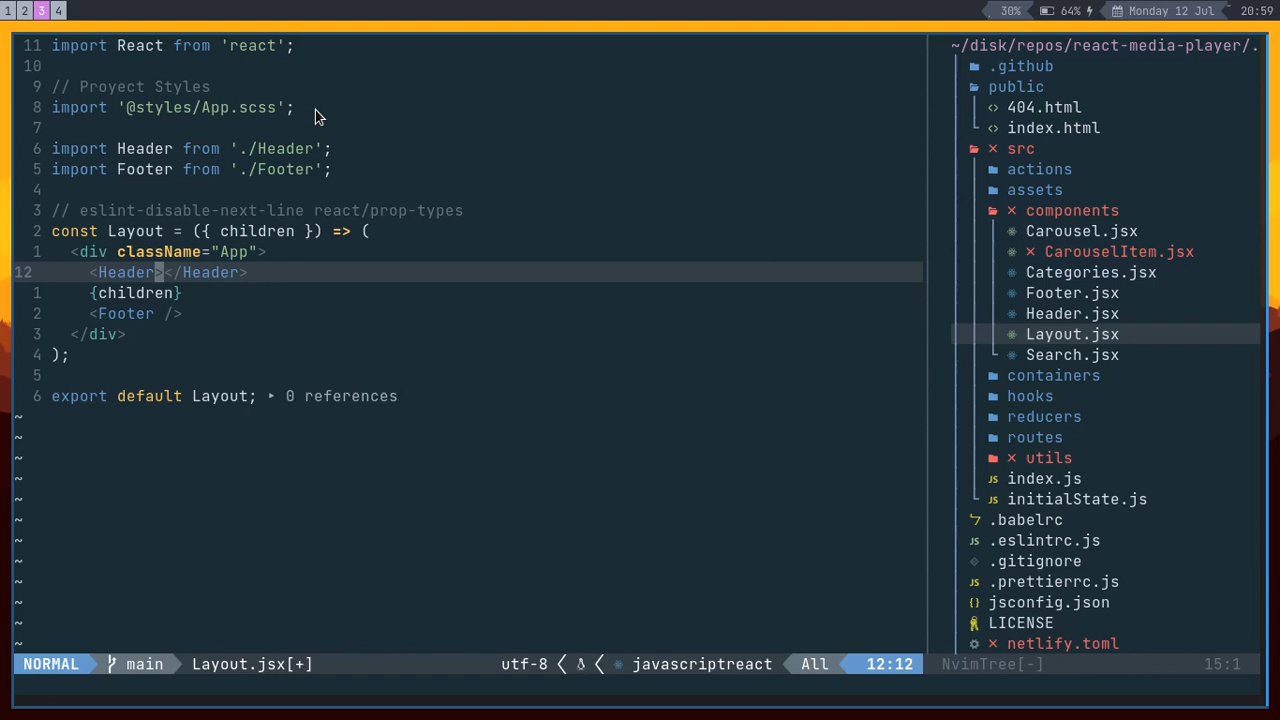 1 2 3 4 30% 64% Monday 12 Jul 20:59
11 import React from 'react';
10
9 // Proyect Styles
8 import '@styles/App.scss';
7
6 import Header from './Header';
5 import Footer from './Footer';
4
3 // eslint-disable-next-line react/prop-types
2 const Layout = ({ children }) => (
1 <div className="App">
12 <Header></Header>
1 {children}
2 <Footer />
3 </div>
4 );
5
6 export default Layout; ‣ 0 references
~
~
~
~
~
~
~
~
~
~
~
~
NORMAL main Layout.jsx[+] utf-8 javascriptreact All 12:12
~/disk/repos/react-media-player/.
.github
public
<> 404.html
<> index.html
✕ src
actions
assets
✕ components
Carousel.jsx
✕ CarouselItem.jsx
Categories.jsx
Footer.jsx
Header.jsx
Layout.jsx
Search.jsx
containers
hooks
reducers
routes
✕ utils
JS index.js
JS initialState.js
.babelrc
JS .eslintrc.js
.gitignore
JS .prettierrc.js
{} jsconfig.json
LICENSE
✕ netlify.toml
NvimTree[-] 15:1